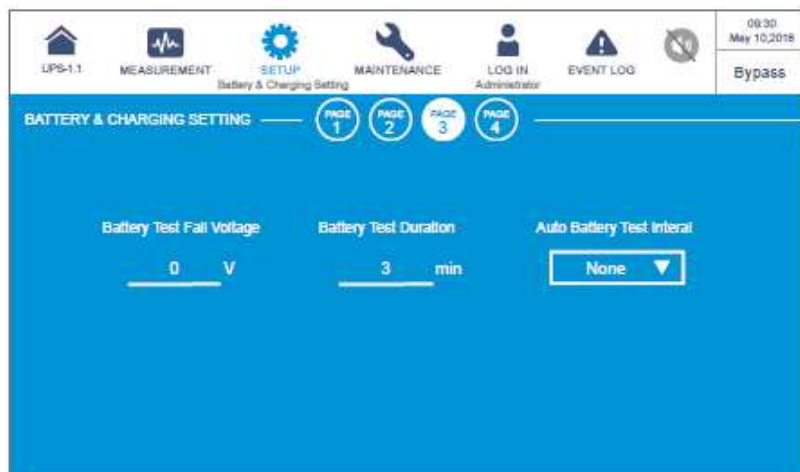 09:30
May 10,2018
UPS-1.1
MEASUREMENT
SETUP
MAINTENANCE
LOG IN
EVENT LOG
Bypass
Battery & Charging Setting
Administrator
BATTERY & CHARGING SETTING
PAGE 1
PAGE 2
PAGE 3
PAGE 4
Battery Test Fail Voltage
Battery Test Duration
Auto Battery Test Interal
0 V
3 min
None